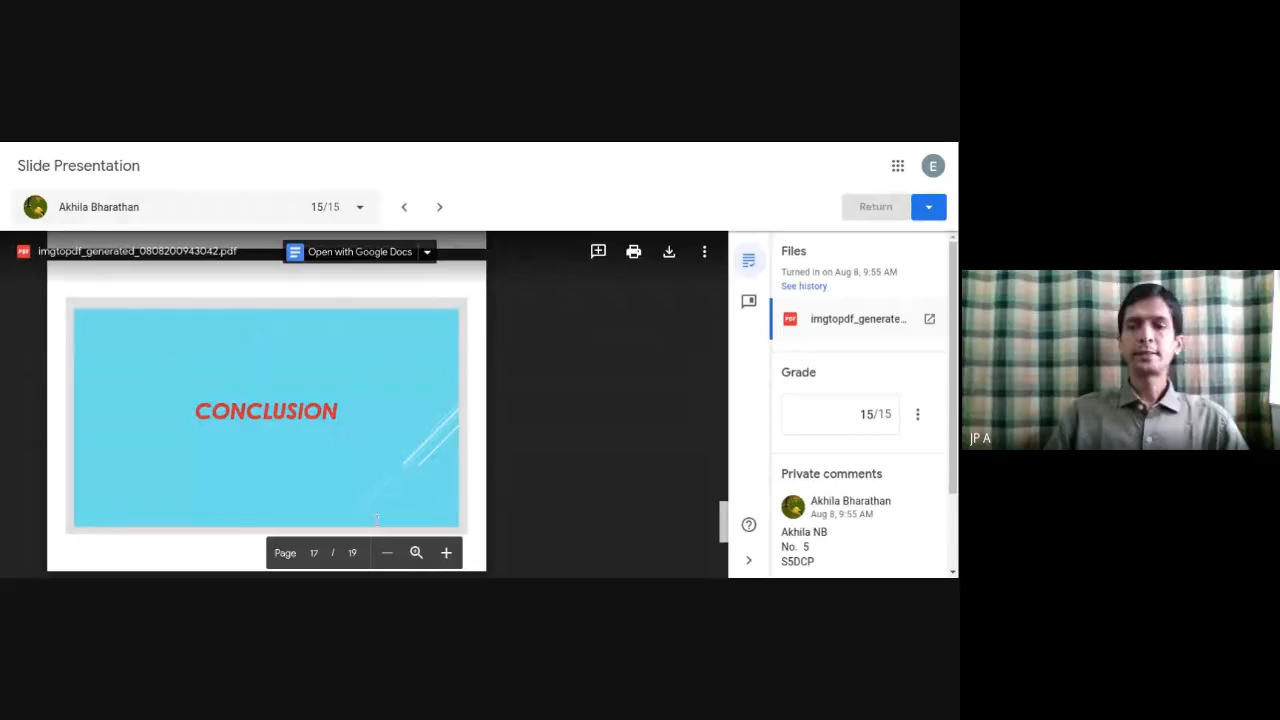 Slide Presentation
E
Akhila Bharathan
15/15
Return
PDF
imgtopdf_generated_0808200943042.pdf
Open with Google Docs
CONCLUSION
Page 17 / 19
Files
Turned in on Aug 8, 9:55 AM
See history
PDF
imgtopdf_generate...
Grade
15/15
Private comments
Akhila Bharathan
Aug 8, 9:55 AM
Akhila NB
No. 5
S5DCP
JP A